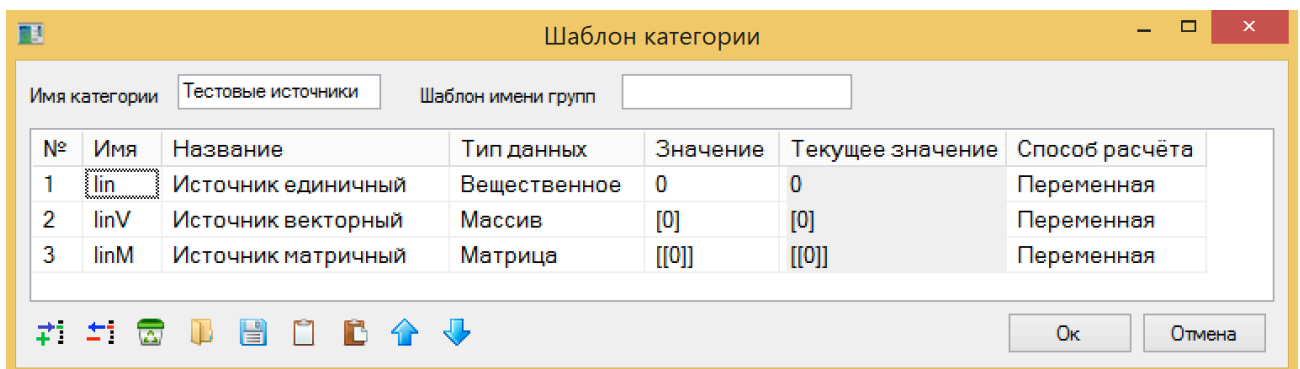 Шаблон категории
Имя категории Тестовые источники Шаблон имени групп
№ Имя Название Тип данных Значение Текущее значение Способ расчёта
1 lin Источник единичный Вещественное 0 0 Переменная
2 linV Источник векторный Массив [0] [0] Переменная
3 linM Источник матричный Матрица [[0]] [[0]] Переменная
Ок Отмена